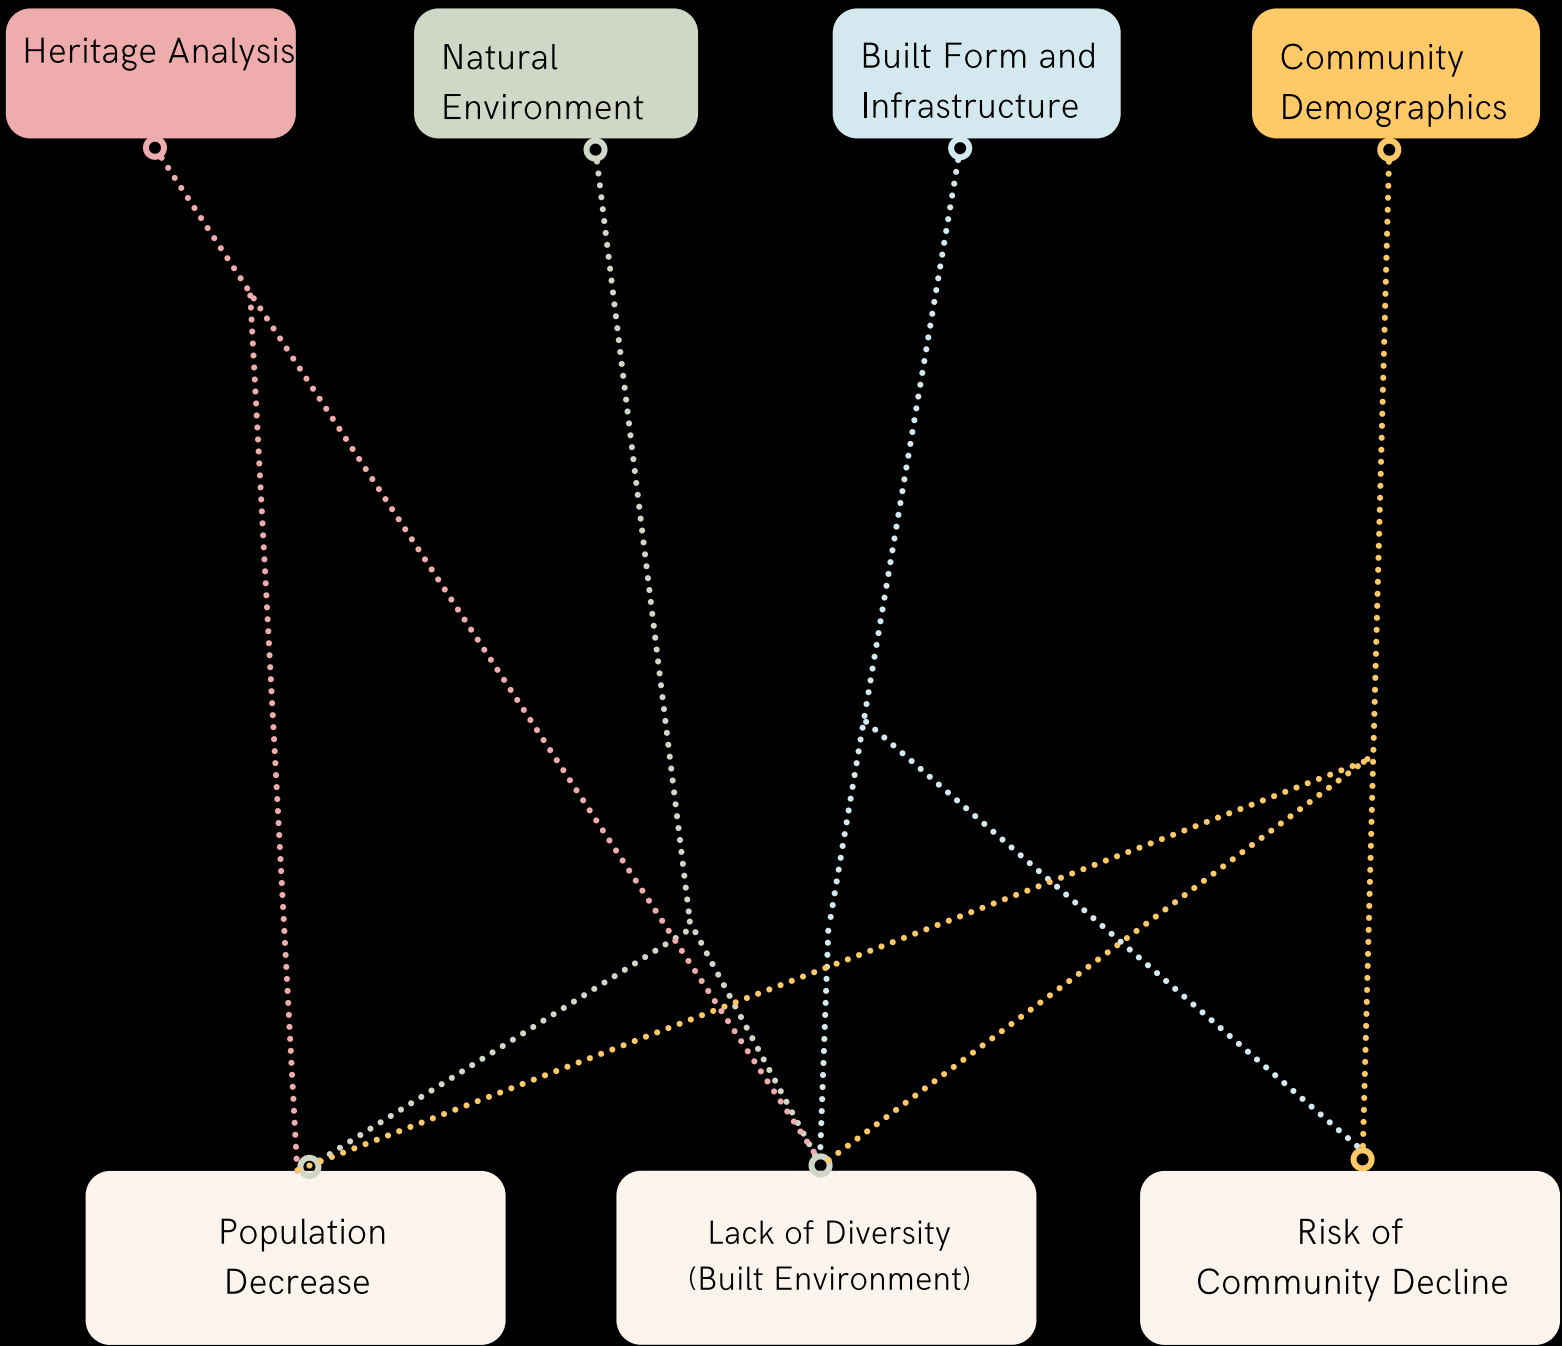 Heritage Analysis
Natural
Environment
Built Form and
Infrastructure
Community
Demographics
Population
Decrease
Lack of Diversity
(Built Environment)
Risk of
Community Decline